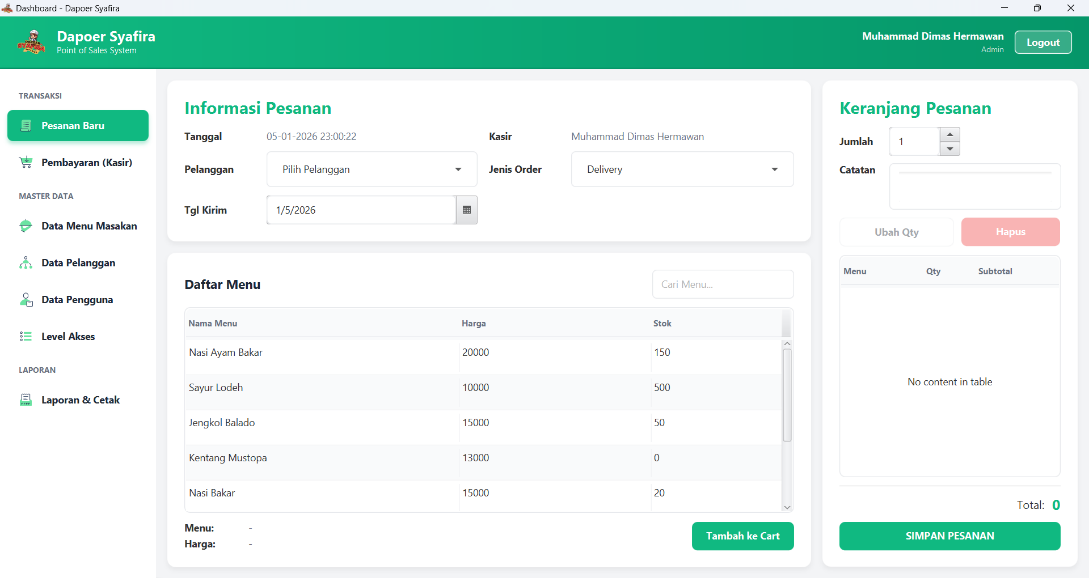 Dashboard - Dapoer Syafira
Dapoer Syafira
Point of Sales System
Muhammad Dimas Hermawan
Admin
Logout
TRANSAKSI
Pesanan Baru
Pembayaran (Kasir)
MASTER DATA
Data Menu Masakan
Data Pelanggan
Data Pengguna
Level Akses
LAPORAN
Laporan & Cetak
Informasi Pesanan
Tanggal 05-01-2026 23:00:22 Kasir Muhammad Dimas Hermawan
Pelanggan Pilih Pelanggan Jenis Order Delivery
Tgl Kirim 1/5/2026
Daftar Menu Cari Menu...
Nama Menu Harga Stok
Nasi Ayam Bakar 20000 150
Sayur Lodeh 10000 500
Jengkol Balado 15000 50
Kentang Mustopa 13000 0
Nasi Bakar 15000 20
Menu: -
Harga: -
Tambah ke Cart
Keranjang Pesanan
Jumlah 1
Catatan
Ubah Qty Hapus
Menu Qty Subtotal
No content in table
Total: 0
SIMPAN PESANAN